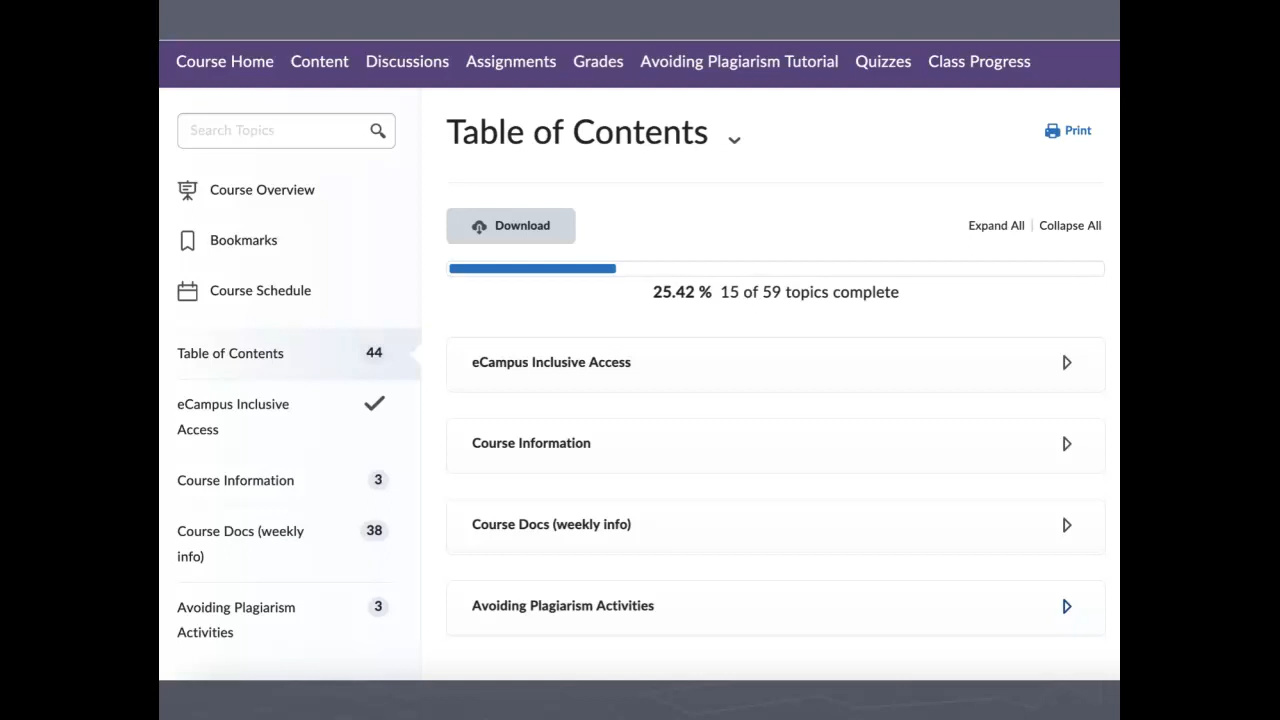 Course Home Content Discussions Assignments Grades Avoiding Plagiarism Tutorial Quizzes Class Progress
Search Topics
Course Overview
Bookmarks
Course Schedule
Table of Contents 44
eCampus Inclusive
Access
Course Information 3
Course Docs (weekly 38
info)
Avoiding Plagiarism 3
Activities
Table of Contents
Print
Download
Expand All Collapse All
25.42 % 15 of 59 topics complete
eCampus Inclusive Access
Course Information
Course Docs (weekly info)
Avoiding Plagiarism Activities